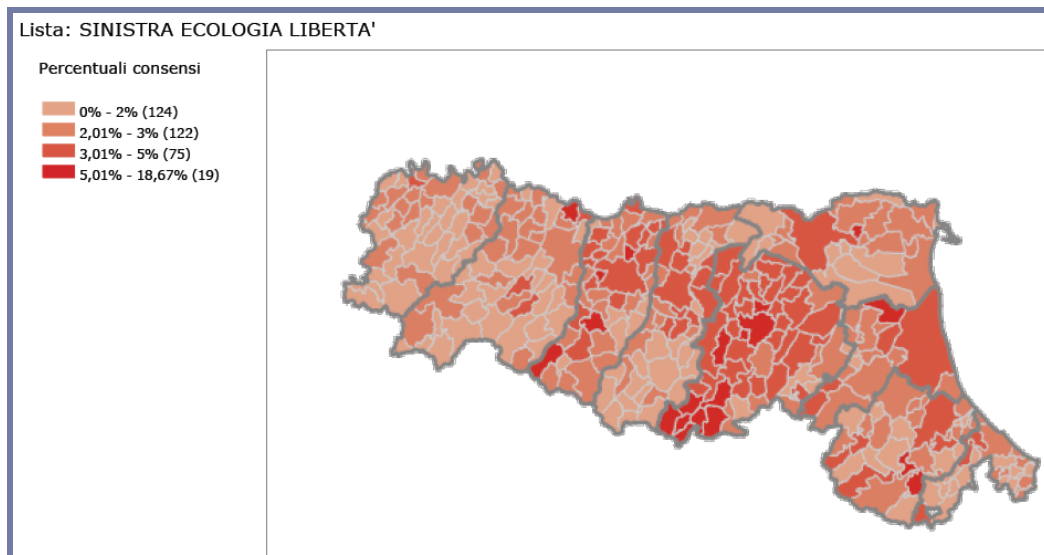 Lista: SINISTRA ECOLOGIA LIBERTA'
Percentuali consensi
0% - 2% (124)
2,01% - 3% (122)
3,01% - 5% (75)
5,01% - 18,67% (19)